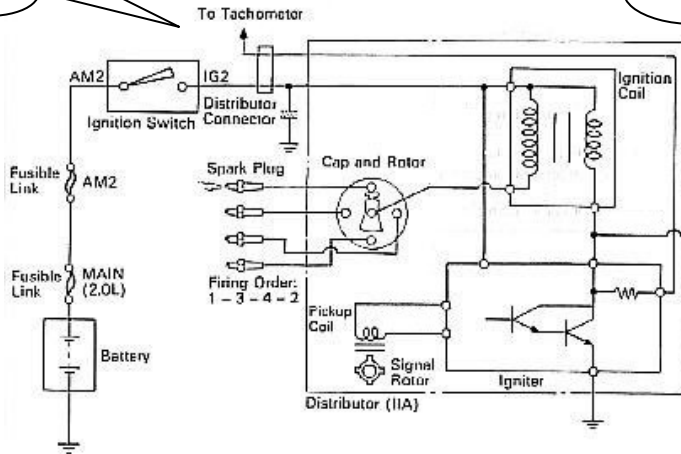 To Tachometer
AM2
IG2
Ignition Switch
Distributor
Connector
Ignition
Coil
Fusible
Link
AM2
Spark Plug
Cap and Rotor
Fusible
Link
MAIN
(2.0L)
Firing Order:
1 - 3 - 4 - 2
Pickup
Coil
Battery
Signal
Rotor
Igniter
Distributor (IIA)